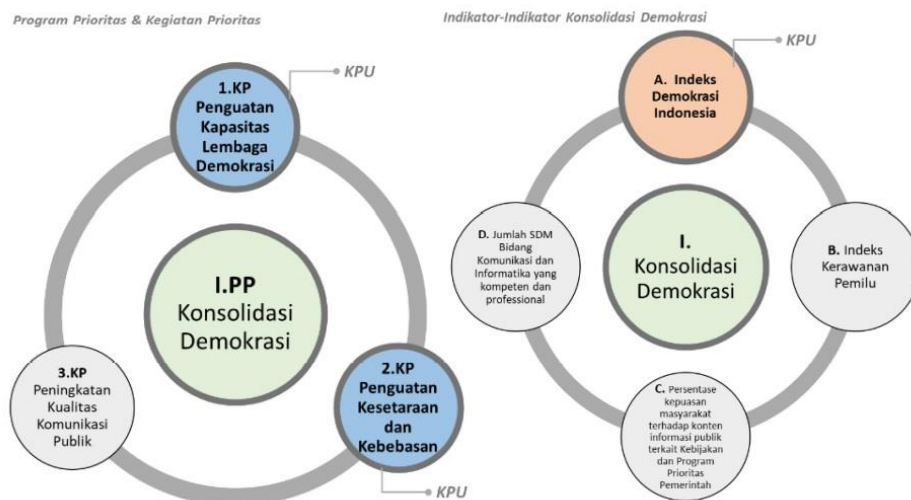 Program Prioritas & Kegiatan Prioritas
KPU
1.KP
Penguatan
Kapasitas
Lembaga
Demokrasi
I.PP
Konsolidasi
Demokrasi
3.KP
Peningkatan
Kualitas
Komunikasi
Publik
2.KP
Penguatan
Kesetaraan
dan
Kebebasan
KPU
Indikator-Indikator Konsolidasi Demokrasi
KPU
A. Indeks
Demokrasi
Indonesia
D. Jumlah SDM
Bidang
Komunikasi dan
Informatika yang
kompeten dan
professional
I.
Konsolidasi
Demokrasi
B. Indeks
Kerawanan
Pemilu
C. Persentase
kepuasan
masyarakat
terhadap konten
informasi publik
terkait Kebijakan
dan Program
Prioritas
Pemerintah